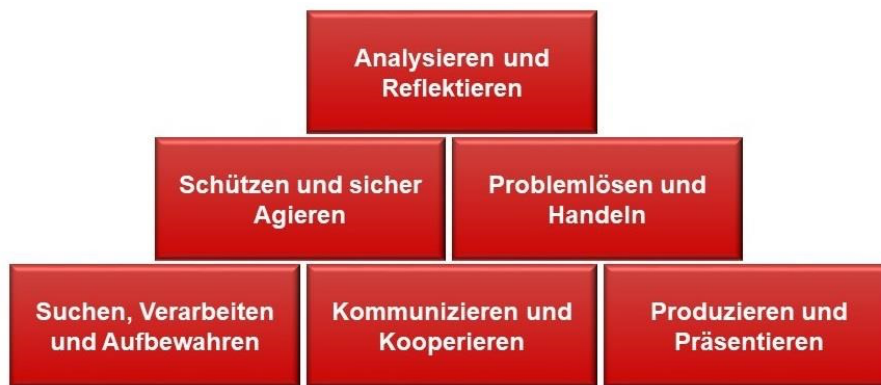 Analysieren und
Reflektieren
Schützen und sicher
Agieren
Problemlösen und
Handeln
Suchen, Verarbeiten
und Aufbewahren
Kommunizieren und
Kooperieren
Produzieren und
Präsentieren